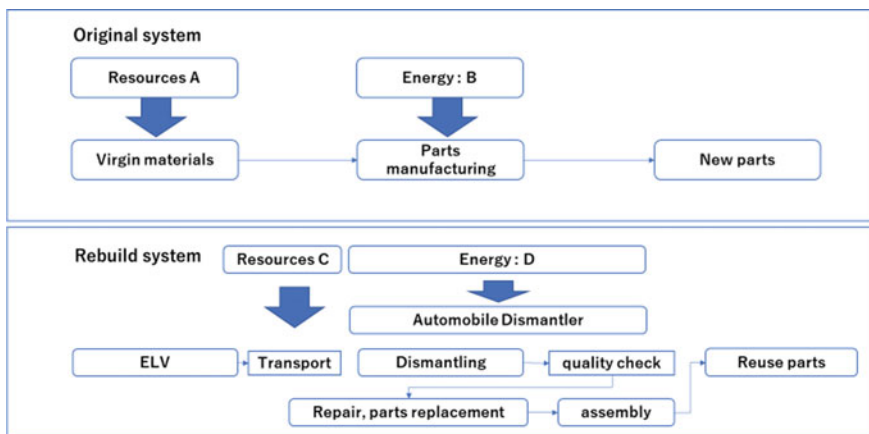 Original system
Resources A
Energy : B
Virgin materials
Parts
manufacturing
New parts
Rebuild system
Resources C
Energy : D
Automobile Dismantler
ELV
Transport
Dismantling
quality check
Reuse parts
Repair, parts replacement
assembly